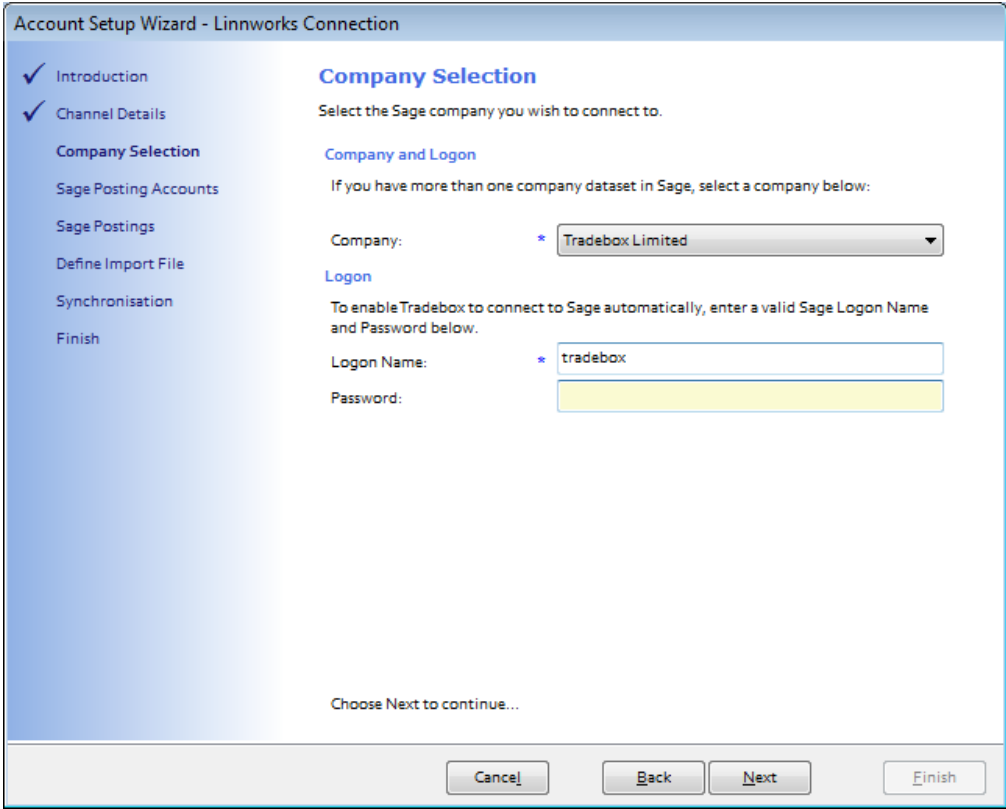 Account Setup Wizard - Linnworks Connection
Introduction
Channel Details
Company Selection
Sage Posting Accounts
Sage Postings
Define Import File
Synchronisation
Finish
Company Selection
Select the Sage company you wish to connect to.
Company and Logon
If you have more than one company dataset in Sage, select a company below:
Company: * Tradebox Limited
Logon
To enable Tradebox to connect to Sage automatically, enter a valid Sage Logon Name
and Password below.
Logon Name: * tradebox
Password:
Choose Next to continue...
Cancel Back Next Finish